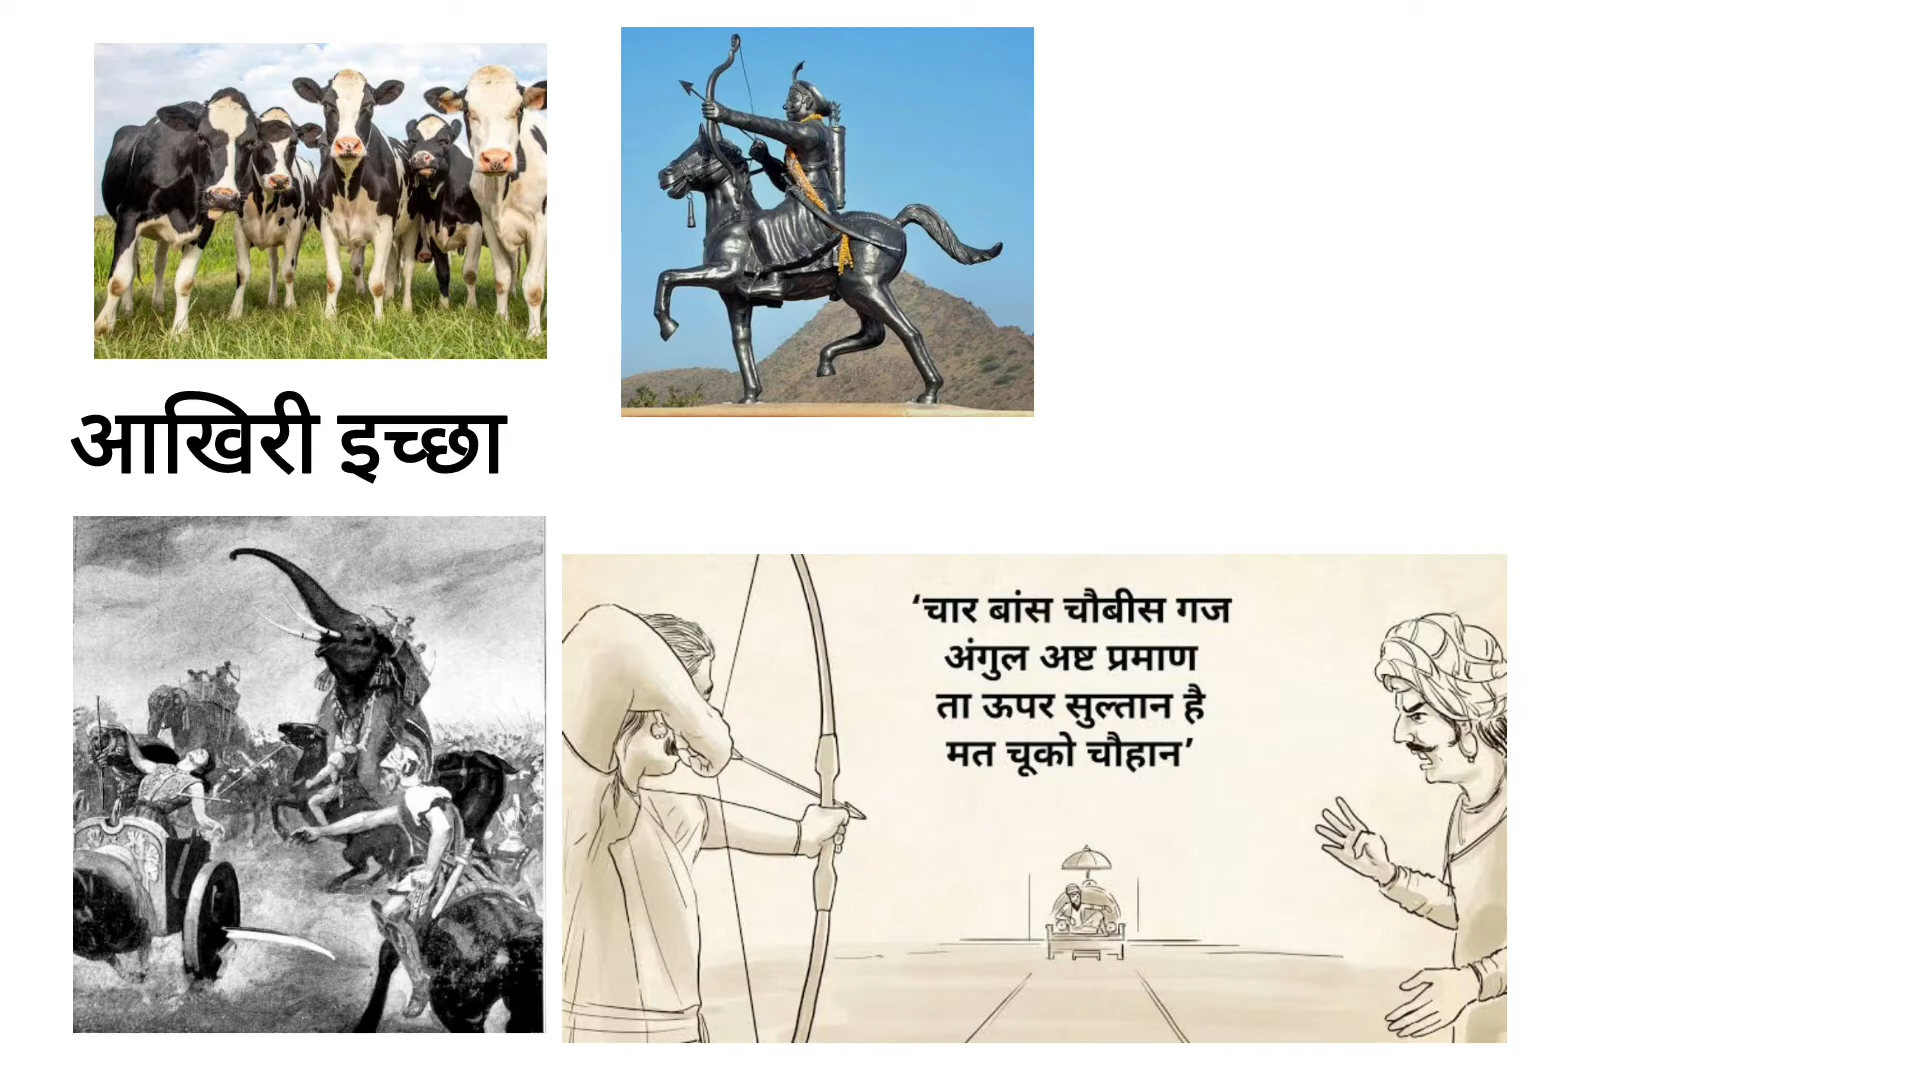 आखिरी इच्छा
‘चार बांस चौबीस गज
अंगुल अष्ट प्रमाण
ता ऊपर सुल्तान है
मत चूको चौहान’